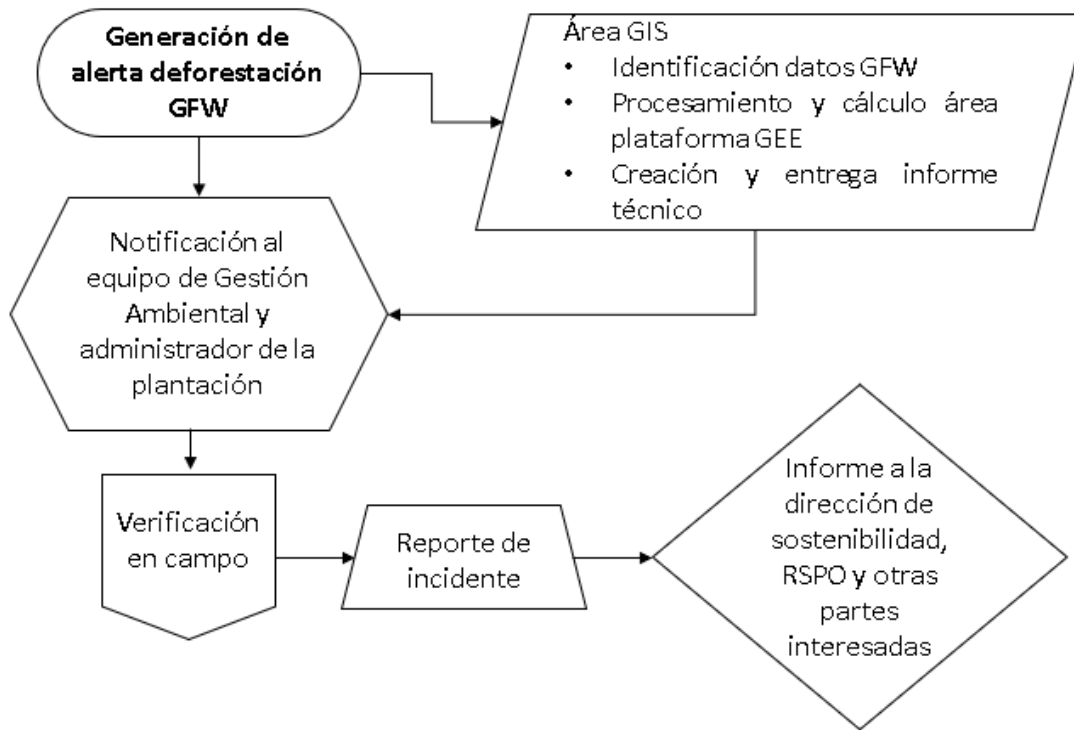 Generación de
alerta deforestación
GFW
Área GIS
• Identificación datos GFW
• Procesamiento y cálculo área
plataforma GEE
• Creación y entrega informe
técnico
Notificación al
equipo de Gestión
Ambiental y
administrador de la
plantación
Verificación
en campo
Reporte de
incidente
Informe a la
dirección de
sostenibilidad,
RSPO y otras
partes
interesadas